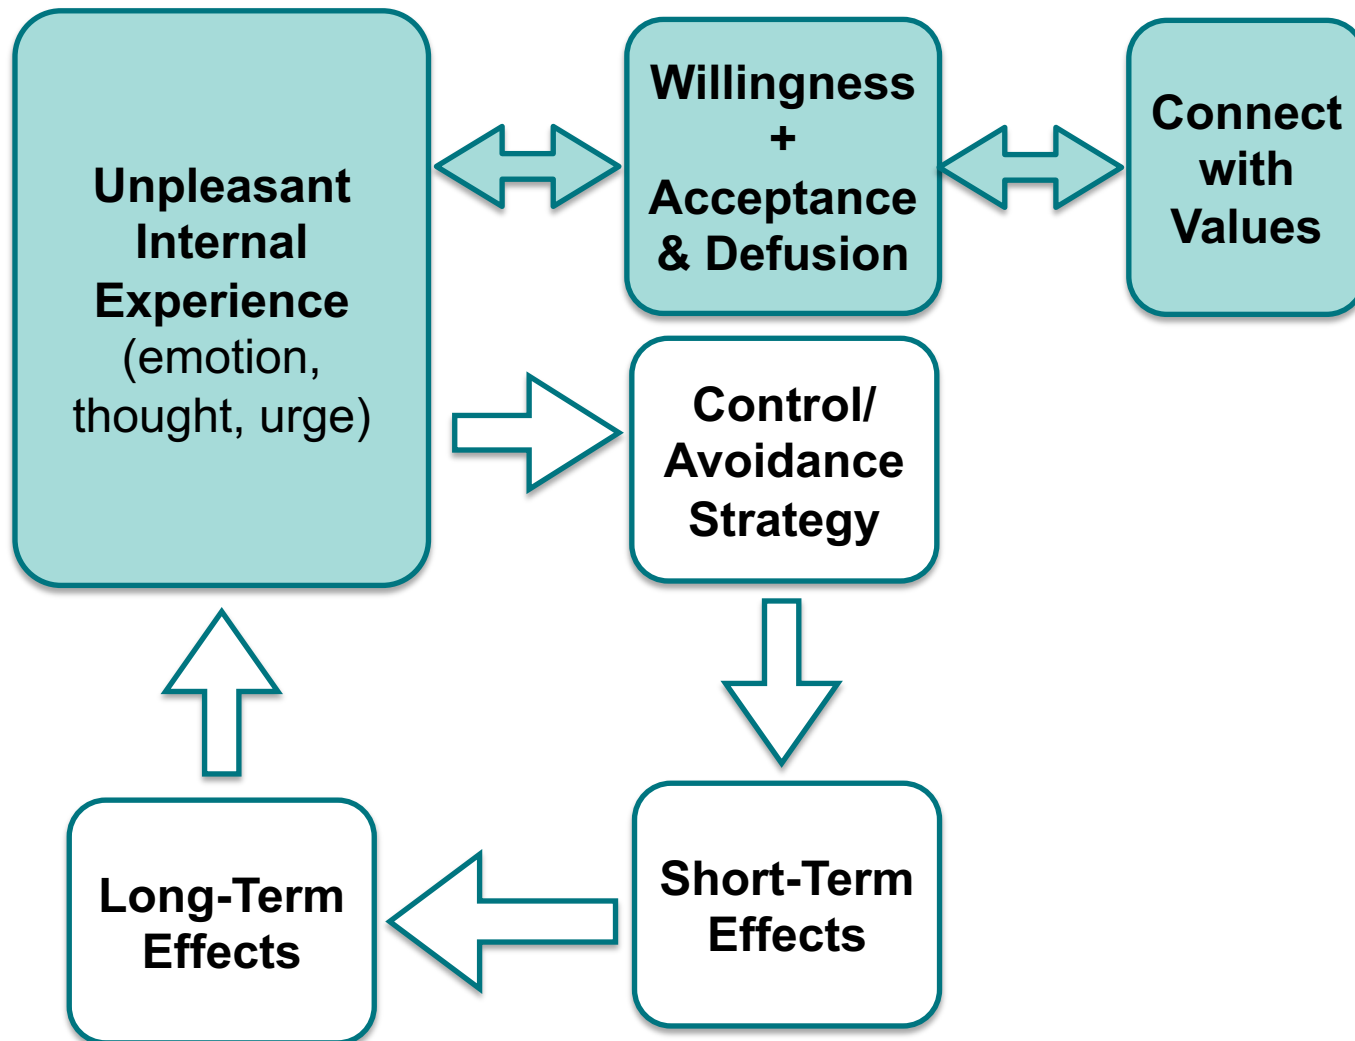 Unpleasant
Internal
Experience
(emotion,
thought, urge)
Willingness
+
Acceptance
& Defusion
Connect
with
Values
Control/
Avoidance
Strategy
Short-Term
Effects
Long-Term
Effects